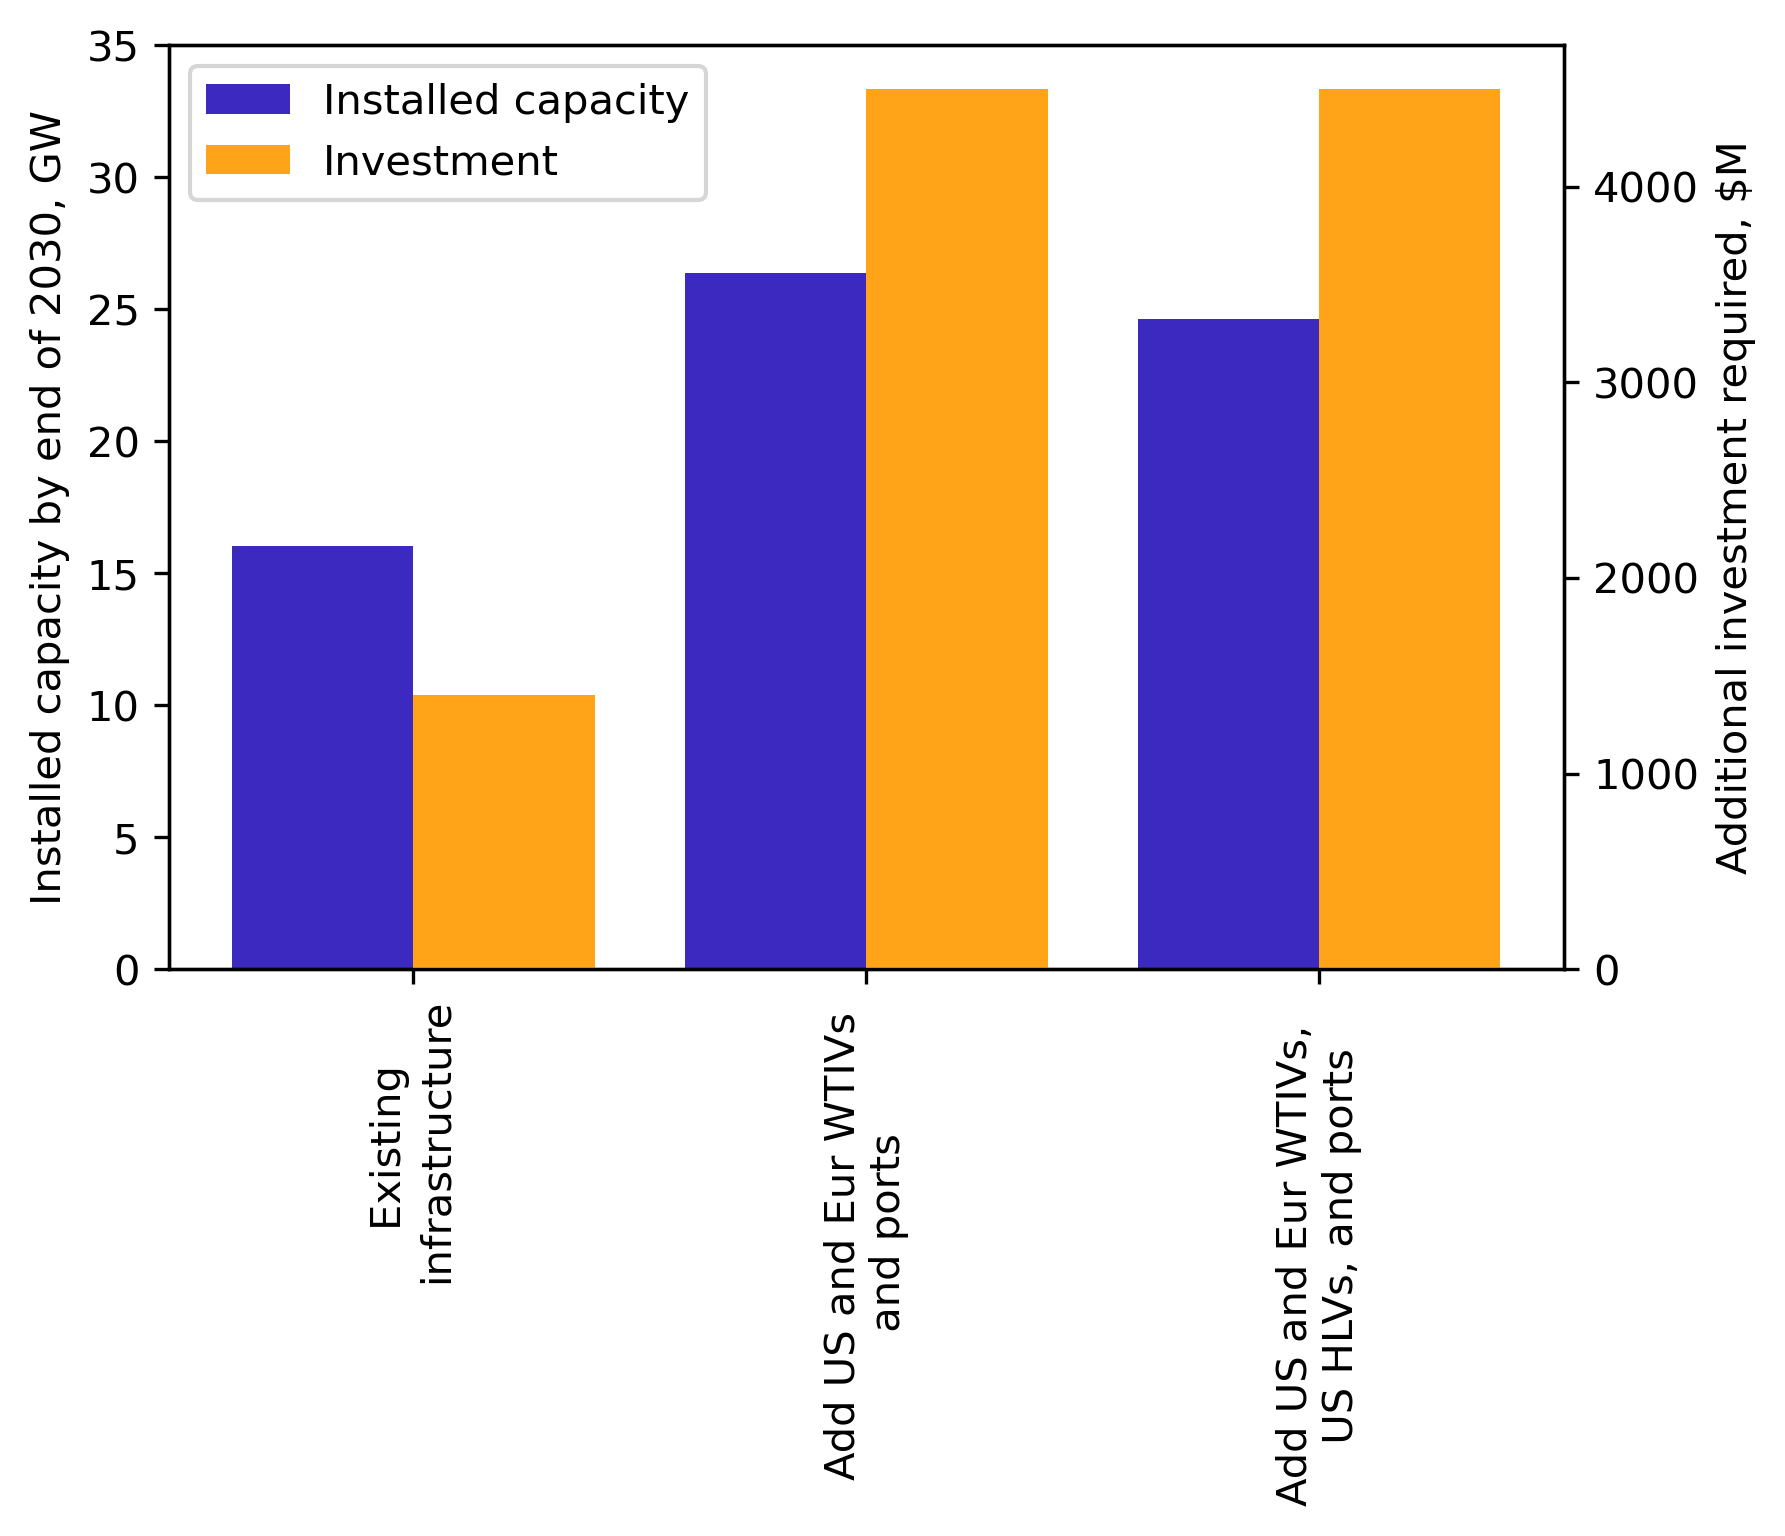 Installed capacity
Investment
Installed capacity by end of 2030, GW
35
30
25
20
15
10
5
0
4000
3000
2000
1000
0
Additional investment required, $M
Existing
infrastructure
Add US and Eur WTIVs
and ports
Add US and Eur WTIVs,
US HLVs, and ports